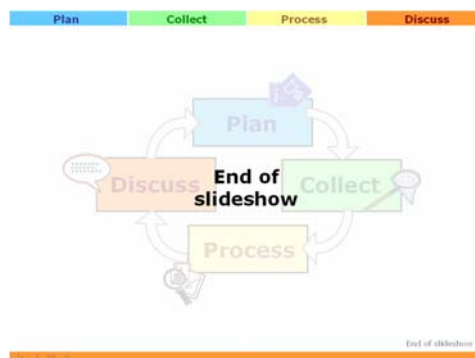 Plan Collect Process Discuss
Plan
Discuss
Collect
End of
slideshow
Process
End of slideshow